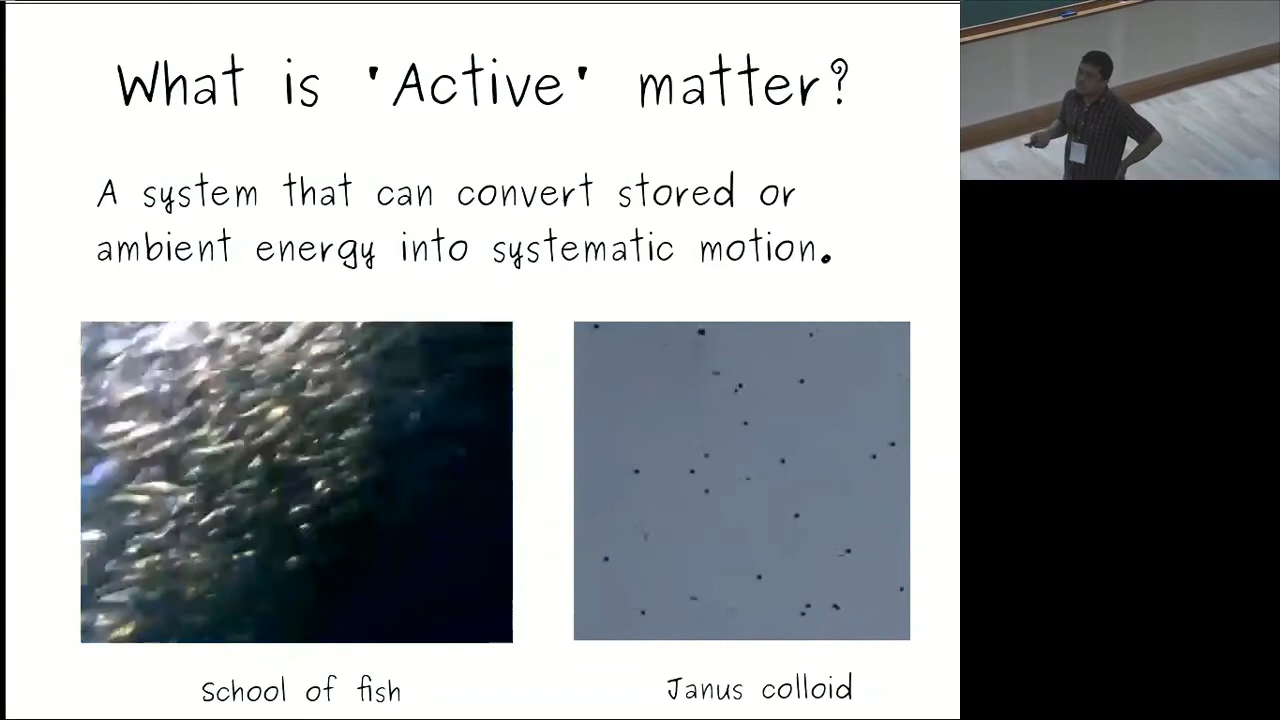 What is 'Active' matter?
A system that can convert stored or
ambient energy into systematic motion.
School of fish
Janus colloid